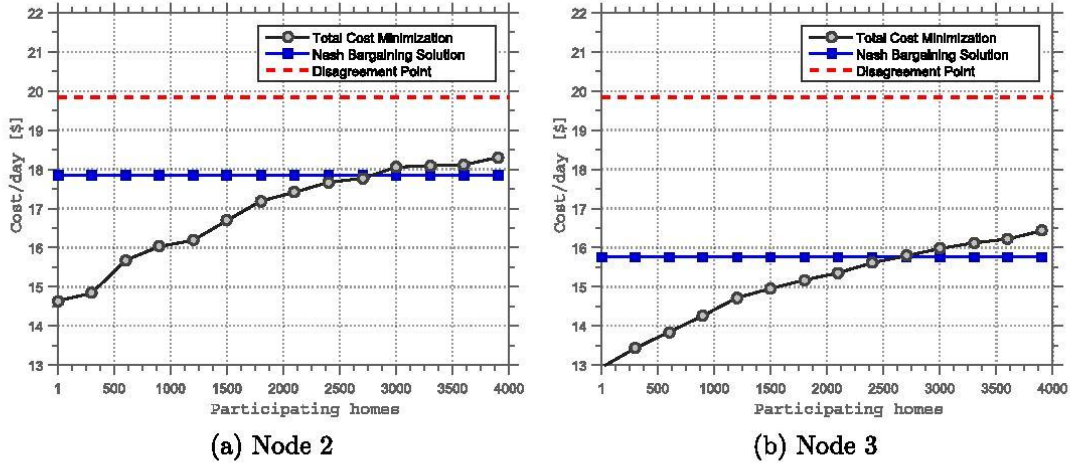 22
21
20
19
18
17
16
15
14
13
Cost/day [$]
Total Cost Minimization
Nash Bargaining Solution
Disagreement Point
1 500 1000 1500 2000 2500 3000 3500 4000
Participating homes
(a) Node 2
22
21
20
19
18
17
16
15
14
13
Cost/day [$]
Total Cost Minimization
Nash Bargaining Solution
Disagreement Point
1 500 1000 1500 2000 2500 3000 3500 4000
Participating homes
(b) Node 3